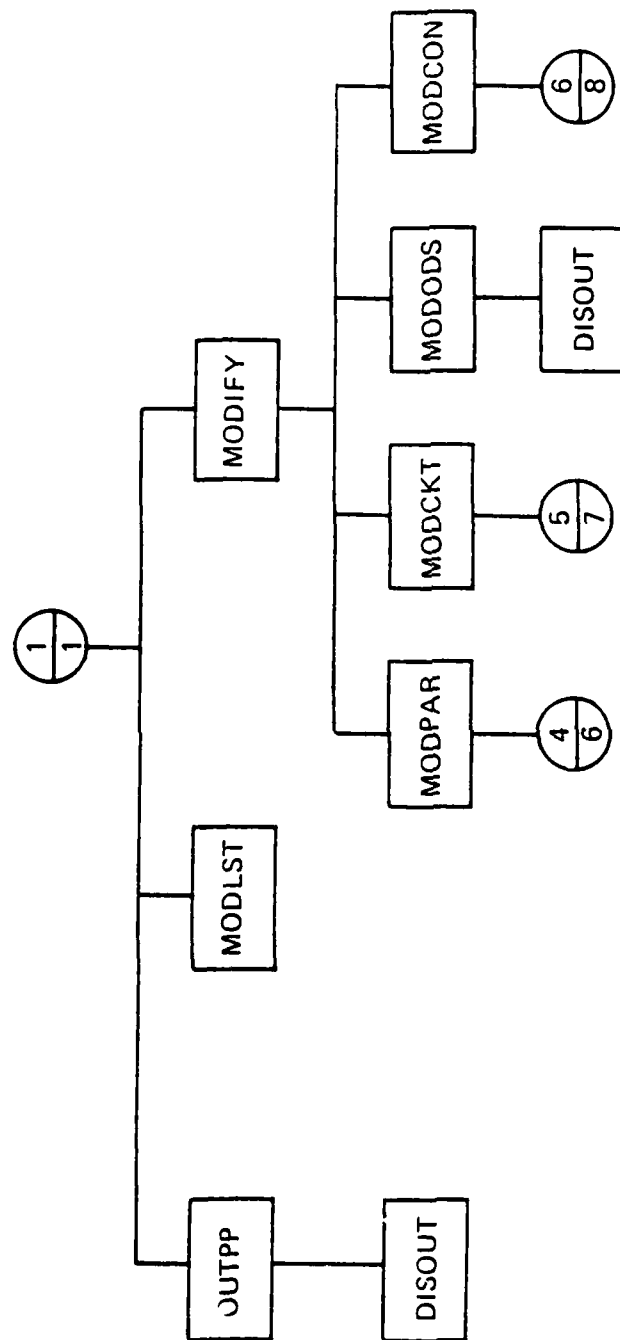 1
1
OUTPP
MODLST
MODIFY
DISOUT
MODPAR
MODCKT
MODODS
MODCON
4
6
5
7
DISOUT
6
8